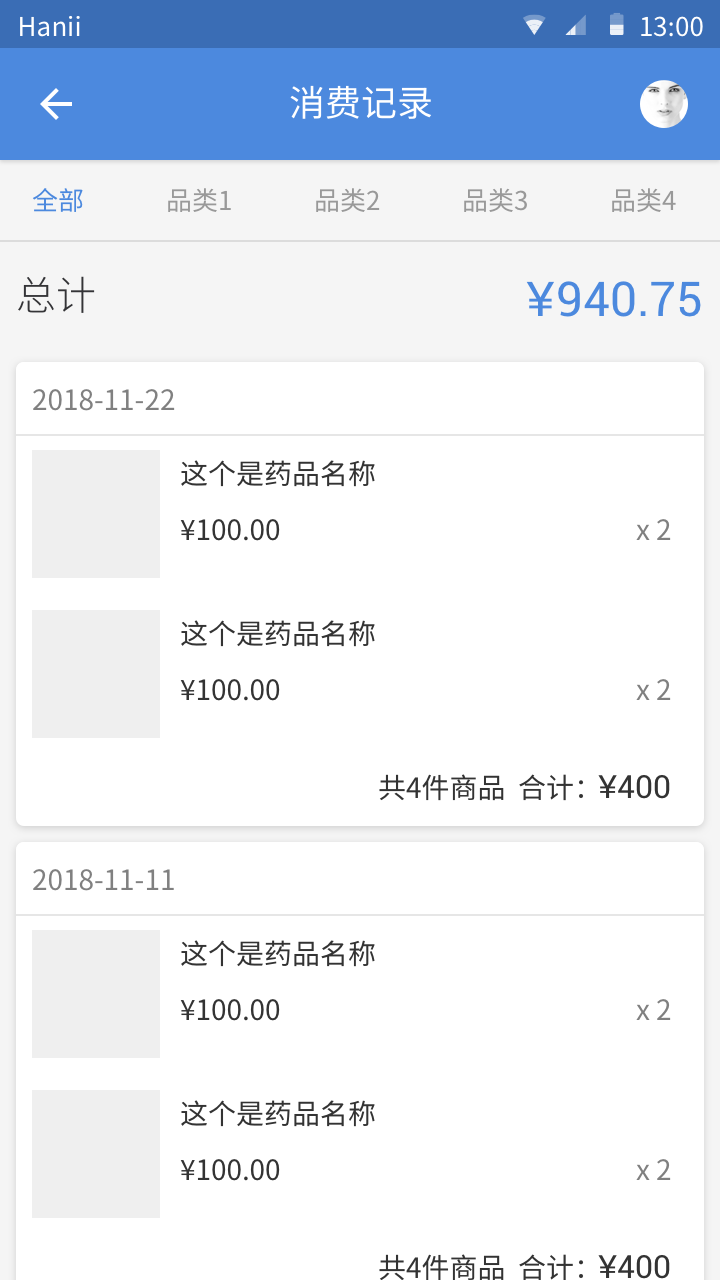 Hanii 13:00
消费记录
全部 品类1 品类2 品类3 品类4
总计 ¥940.75
2018-11-22
这个是药品名称
¥100.00 x 2
这个是药品名称
¥100.00 x 2
共4件商品 合计：¥400
2018-11-11
这个是药品名称
¥100.00 x 2
这个是药品名称
¥100.00 x 2
共4件商品 合计：¥400